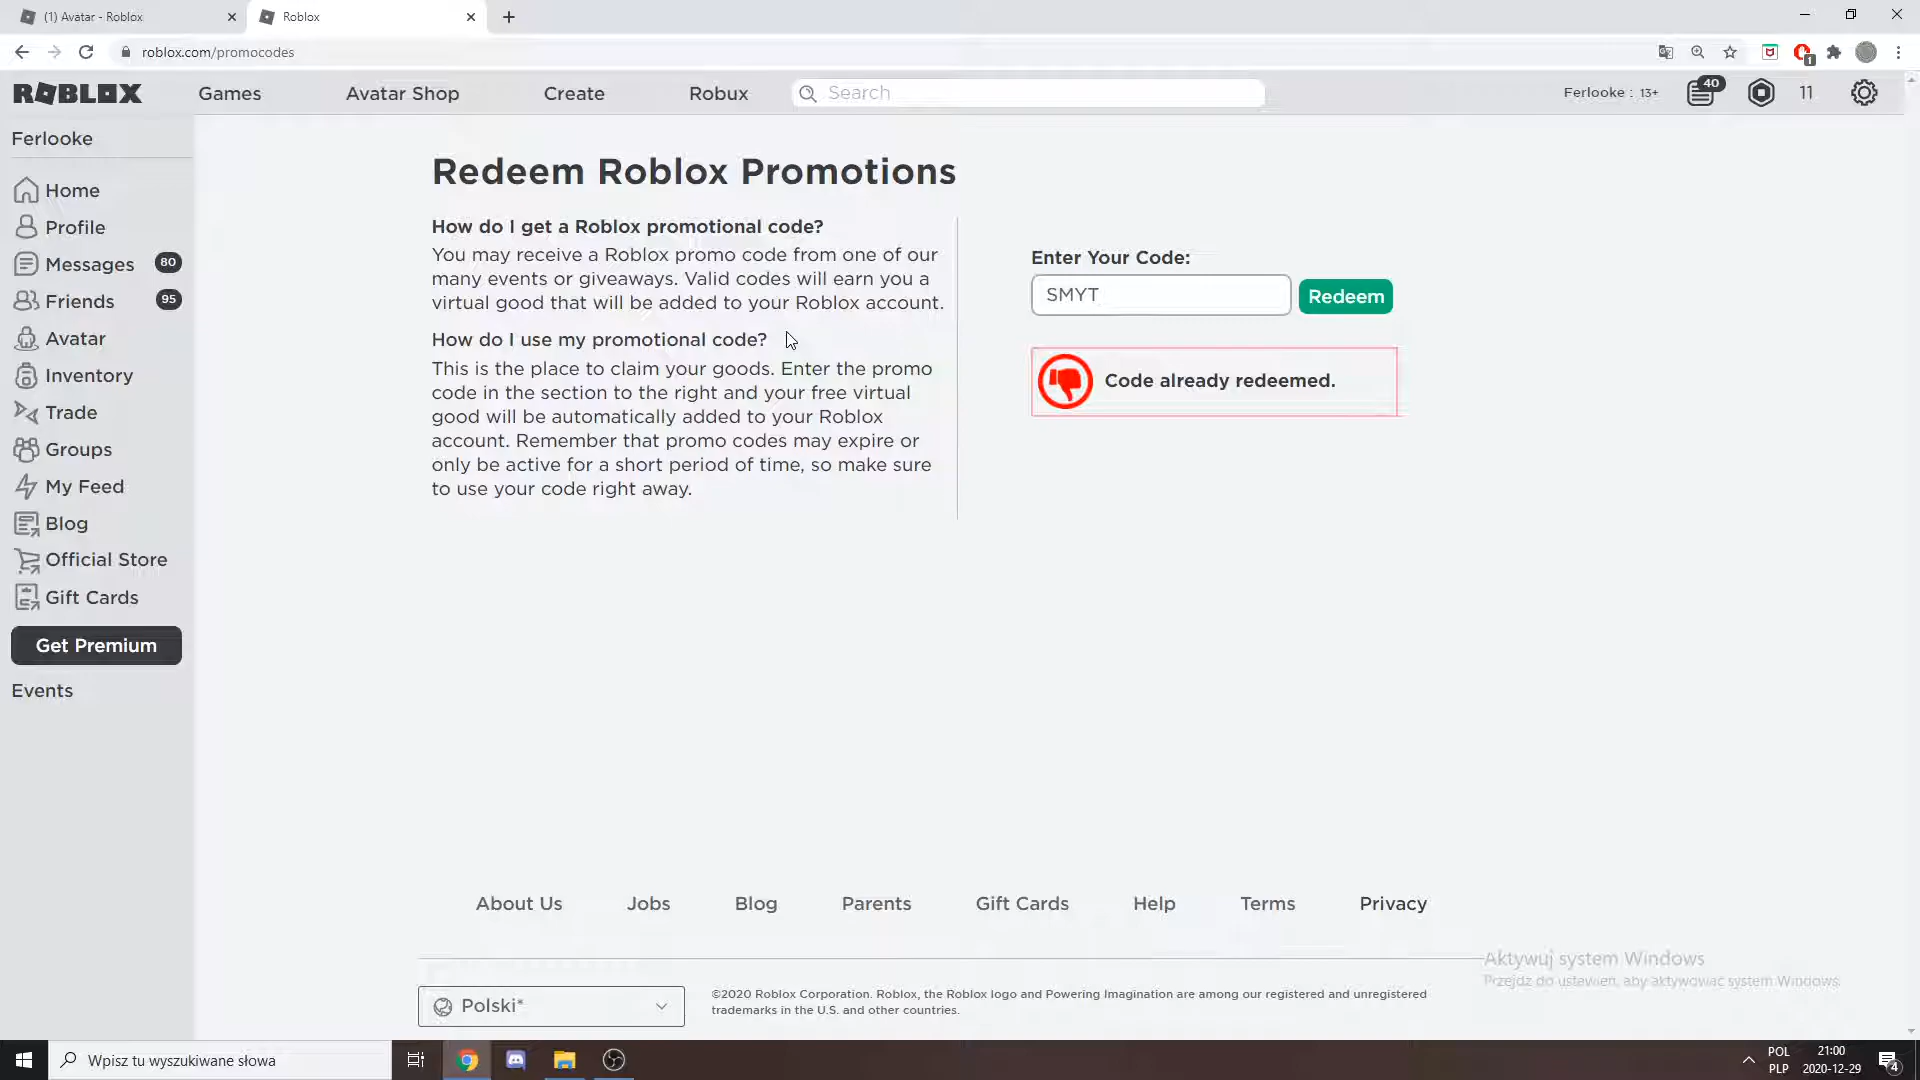 (1) Avatar - Roblox
Roblox
roblox.com/promocodes
1
ROBLOX
Games
Avatar Shop
Create
Robux
Search
Ferlooke : 13+
40
11
Ferlooke
Home
Profile
Messages 80
Friends 95
Avatar
Inventory
Trade
Groups
My Feed
Blog
Official Store
Gift Cards
Get Premium
Events
Redeem Roblox Promotions
How do I get a Roblox promotional code?
You may receive a Roblox promo code from one of our
many events or giveaways. Valid codes will earn you a
virtual good that will be added to your Roblox account.
How do I use my promotional code?
This is the place to claim your goods. Enter the promo
code in the section to the right and your free virtual
good will be automatically added to your Roblox
account. Remember that promo codes may expire or
only be active for a short period of time, so make sure
to use your code right away.
Enter Your Code:
SMYT
Redeem
Code already redeemed.
About Us
Jobs
Blog
Parents
Gift Cards
Help
Terms
Privacy
Aktywuj system Windows
Przejdź do ustawień, aby aktywować system Windows.
Polski*
©2020 Roblox Corporation. Roblox, the Roblox logo and Powering Imagination are among our registered and unregistered
trademarks in the U.S. and other countries.
Wpisz tu wyszukiwane słowa
POL
PLP
21:00
2020-12-29
4